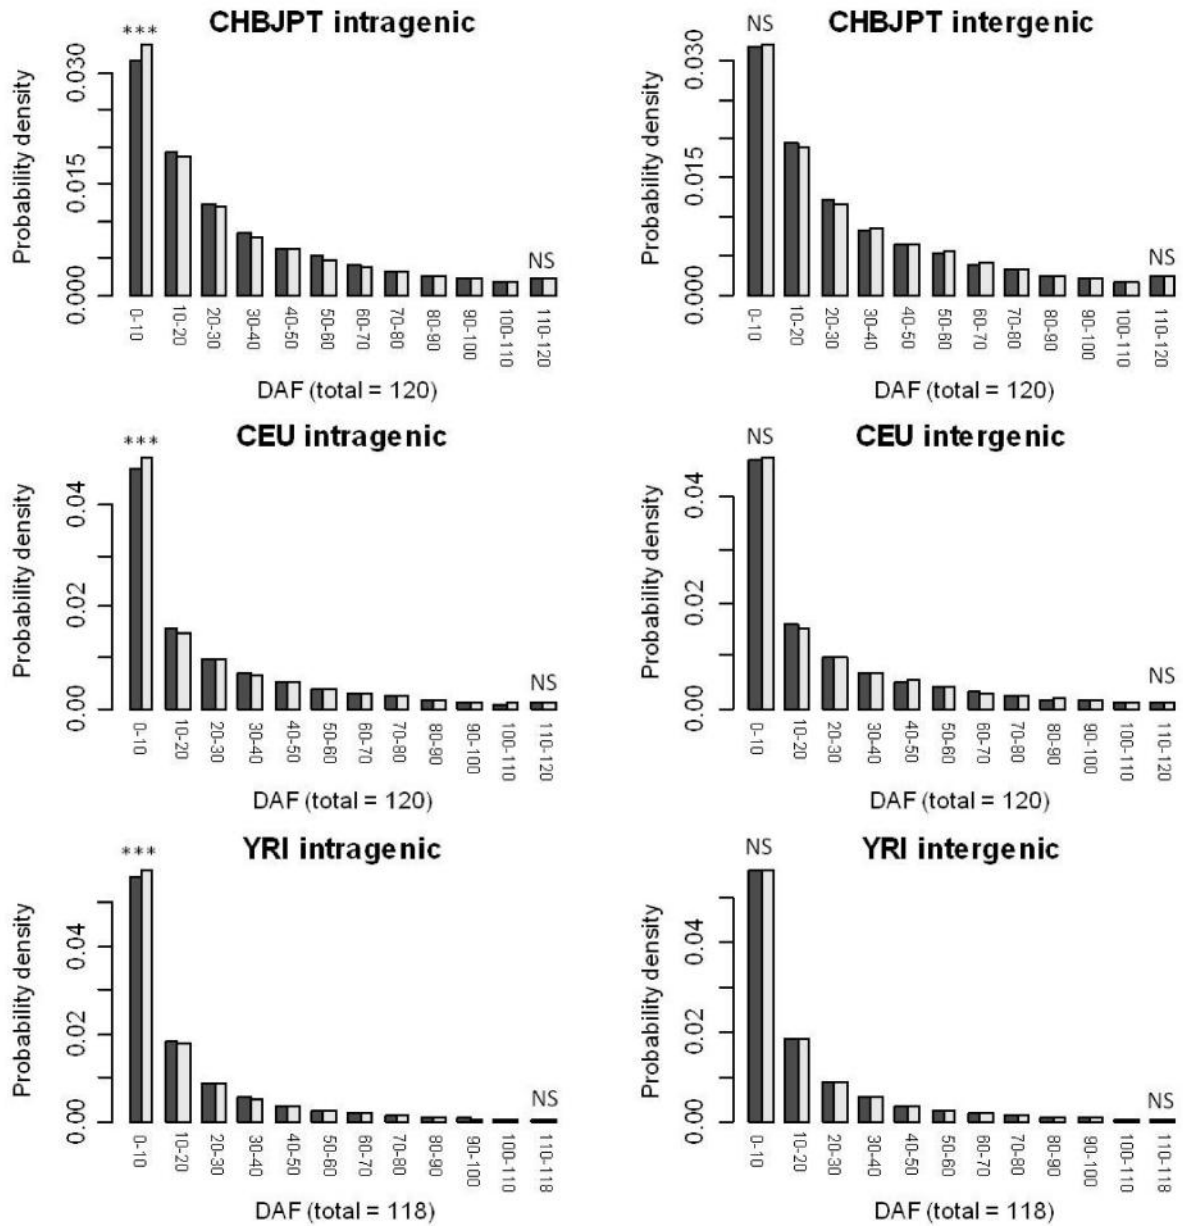 CHBJPT intragenic
***
Probability density
0.000 0.015 0.030
NS
0-10 10-20 20-30 30-40 40-50 50-60 60-70 70-80 80-90 90-100 100-110 110-120
DAF (total = 120)
CHBJPT intergenic
NS
Probability density
0.000 0.015 0.030
NS
0-10 10-20 20-30 30-40 40-50 50-60 60-70 70-80 80-90 90-100 100-110 110-120
DAF (total = 120)
CEU intragenic
***
Probability density
0.00 0.02 0.04
NS
0-10 10-20 20-30 30-40 40-50 50-60 60-70 70-80 80-90 90-100 100-110 110-120
DAF (total = 120)
CEU intergenic
NS
Probability density
0.00 0.02 0.04
NS
0-10 10-20 20-30 30-40 40-50 50-60 60-70 70-80 80-90 90-100 100-110 110-120
DAF (total = 120)
YRI intragenic
***
Probability density
0.00 0.02 0.04
NS
0-10 10-20 20-30 30-40 40-50 50-60 60-70 70-80 80-90 90-100 100-110 110-118
DAF (total = 118)
YRI intergenic
NS
Probability density
0.00 0.02 0.04
NS
0-10 10-20 20-30 30-40 40-50 50-60 60-70 70-80 80-90 90-100 100-110 110-118
DAF (total = 118)